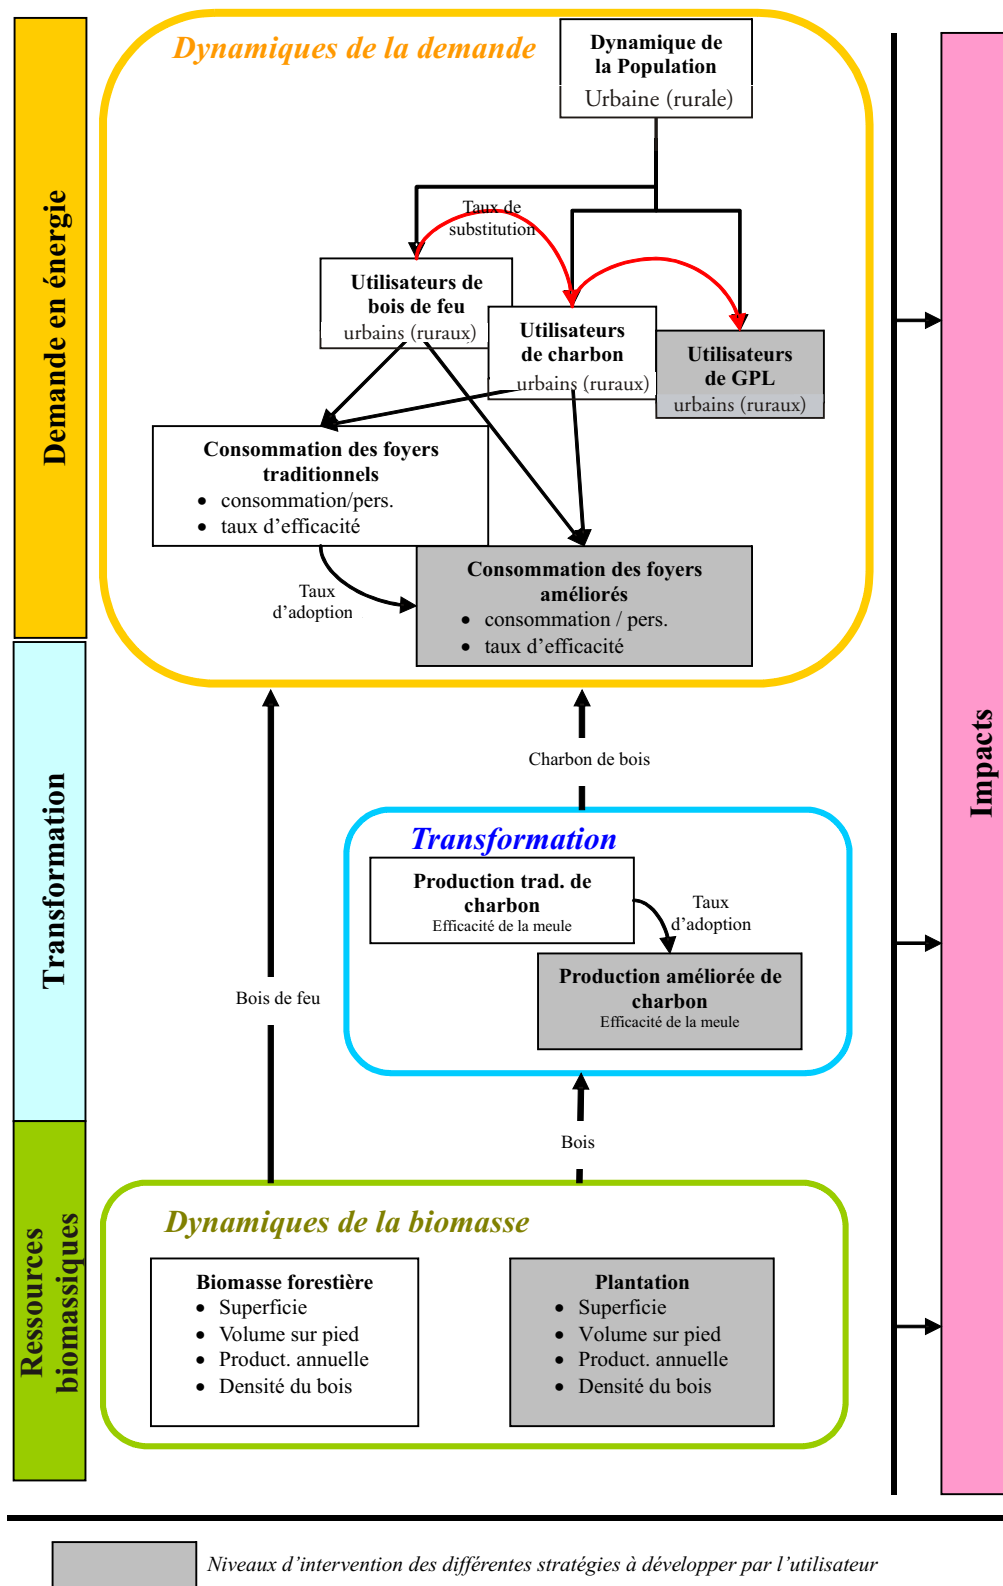 Dynamiques de la demande
Dynamique de
la Population
Urbaine (rurale)
Taux de
substitution
Utilisateurs de
bois de feu
urbains (ruraux)
Utilisateurs
de charbon
urbains (ruraux)
Utilisateurs
de GPL
urbains (ruraux)
Consommation des foyers
traditionnels
• consommation/pers.
• taux d’efficacité
Taux
d’adoption
Consommation des foyers
améliorés
• consommation / pers.
• taux d’efficacité
Demande en énergie
Charbon de bois
Transformation
Production trad. de
charbon
Efficacité de la meule
Taux
d’adoption
Production améliorée de
charbon
Efficacité de la meule
Bois de feu
Transformation
Bois
Dynamiques de la biomasse
Biomasse forestière
• Superficie
• Volume sur pied
• Product. annuelle
• Densité du bois
Plantation
• Superficie
• Volume sur pied
• Product. annuelle
• Densité du bois
Ressources
biomassiques
Impacts
Niveaux d’intervention des différentes stratégies à développer par l’utilisateur